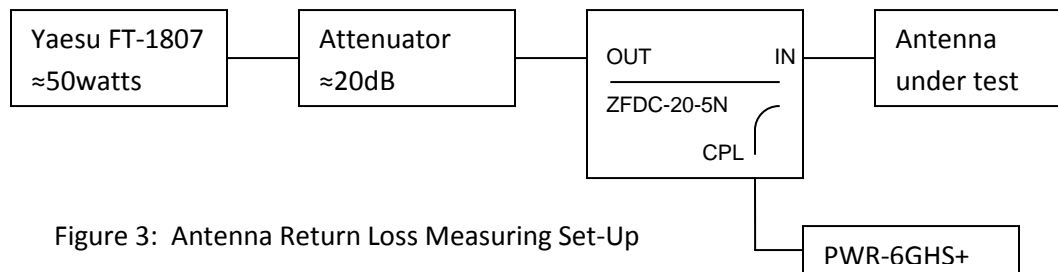 Yaesu FT-1807
≈50watts
Attenuator
≈20dB
OUT IN
ZFDC-20-5N
CPL
Antenna
under test
PWR-6GHS+
Figure 3: Antenna Return Loss Measuring Set-Up